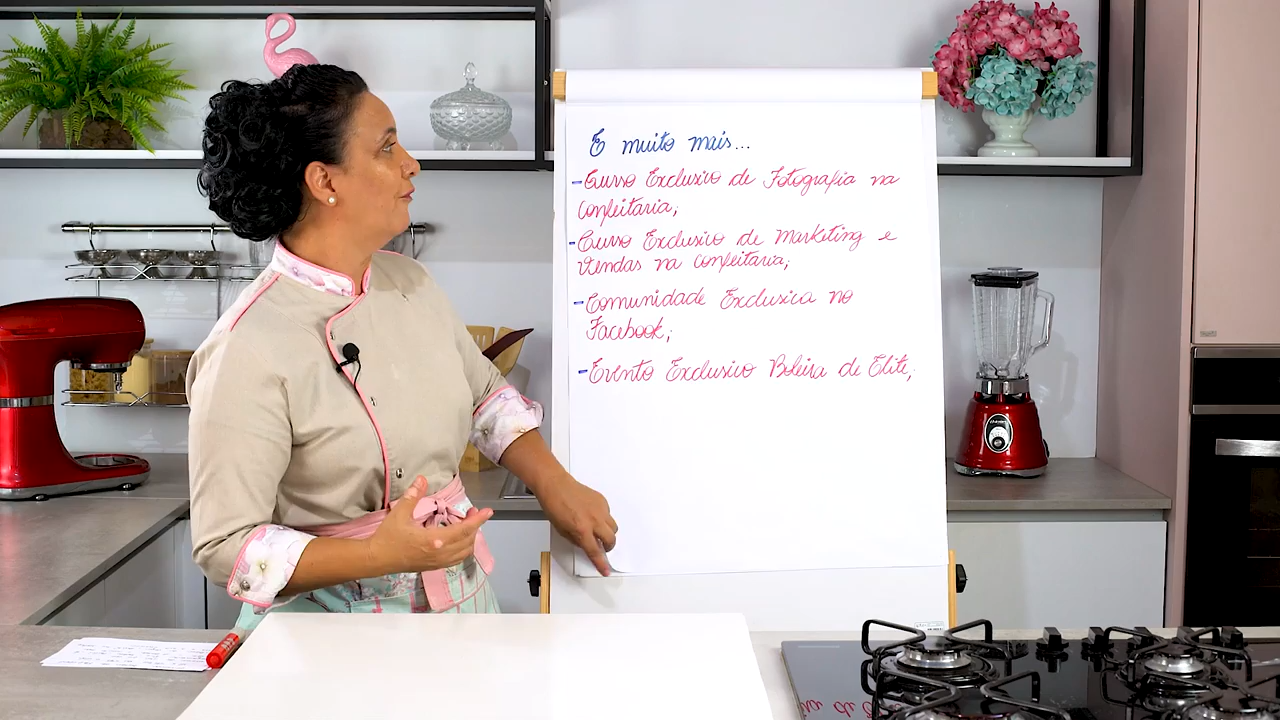 E muito mais...
- Curso Exclusivo de Fotografia na
Confeitaria;
- Curso Exclusivo de Marketing e
Vendas na Confeitaria;
- Comunidade Exclusiva no
Facebook;
- Evento Exclusivo Boleira de Elite;